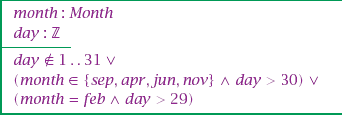 month : Month
day : ℤ
day ∉ 1 . . 31 ∨
(month ∈ {sep, apr, jun, nov} ∧ day > 30) ∨
(month = feb ∧ day > 29)